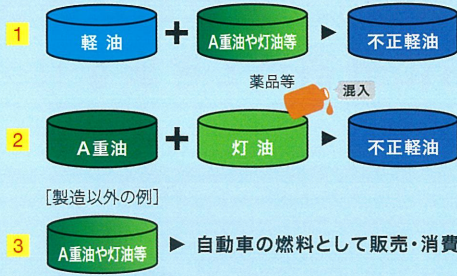 1 軽油 + A重油や灯油等 ▶ 不正軽油
薬品等
混入
2 A重油 + 灯油 ▶ 不正軽油
[製造以外の例]
3 A重油や灯油等 ▶ 自動車の燃料として販売・消費